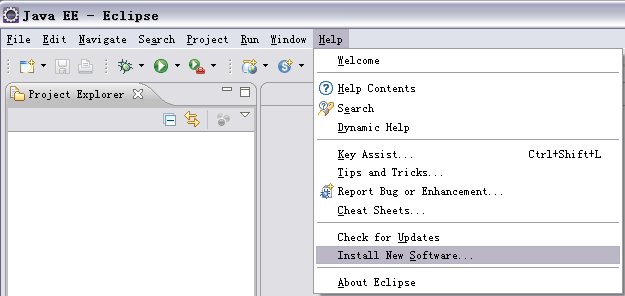 Java EE - Eclipse
File Edit Navigate Search Project Run Window Help
Project Explorer
Welcome
Help Contents
Search
Dynamic Help
Key Assist... Ctrl+Shift+L
Tips and Tricks...
Report Bug or Enhancement...
Cheat Sheets...
Check for Updates
Install New Software...
About Eclipse